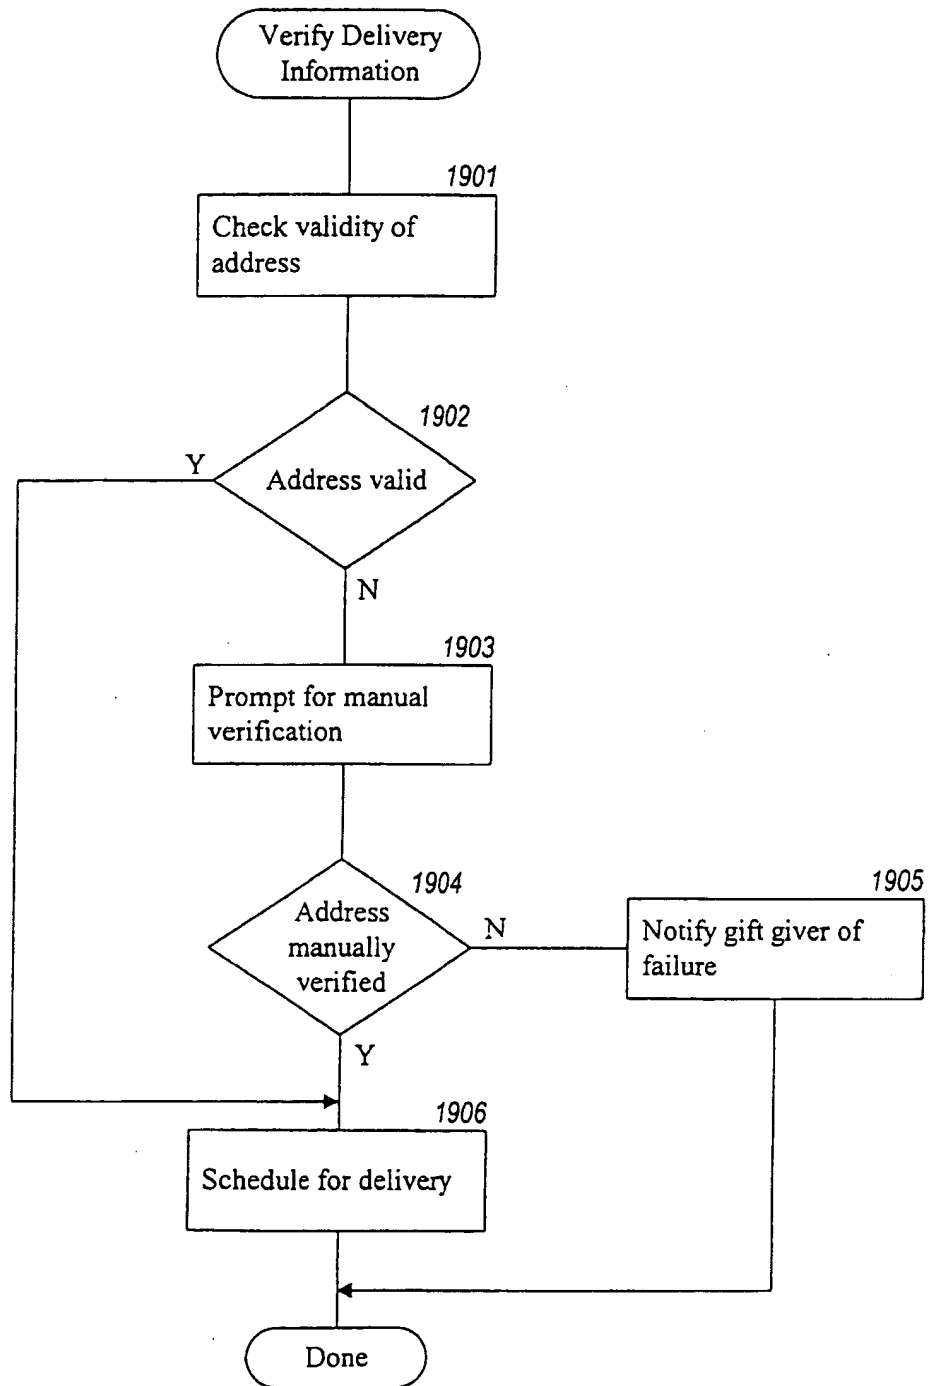 Verify Delivery
Information
1901
Check validity of
address
1902
Y
Address valid
N
1903
Prompt for manual
verification
1904
Address
manually
verified
N
1905
Notify gift giver of
failure
Y
1906
Schedule for delivery
Done